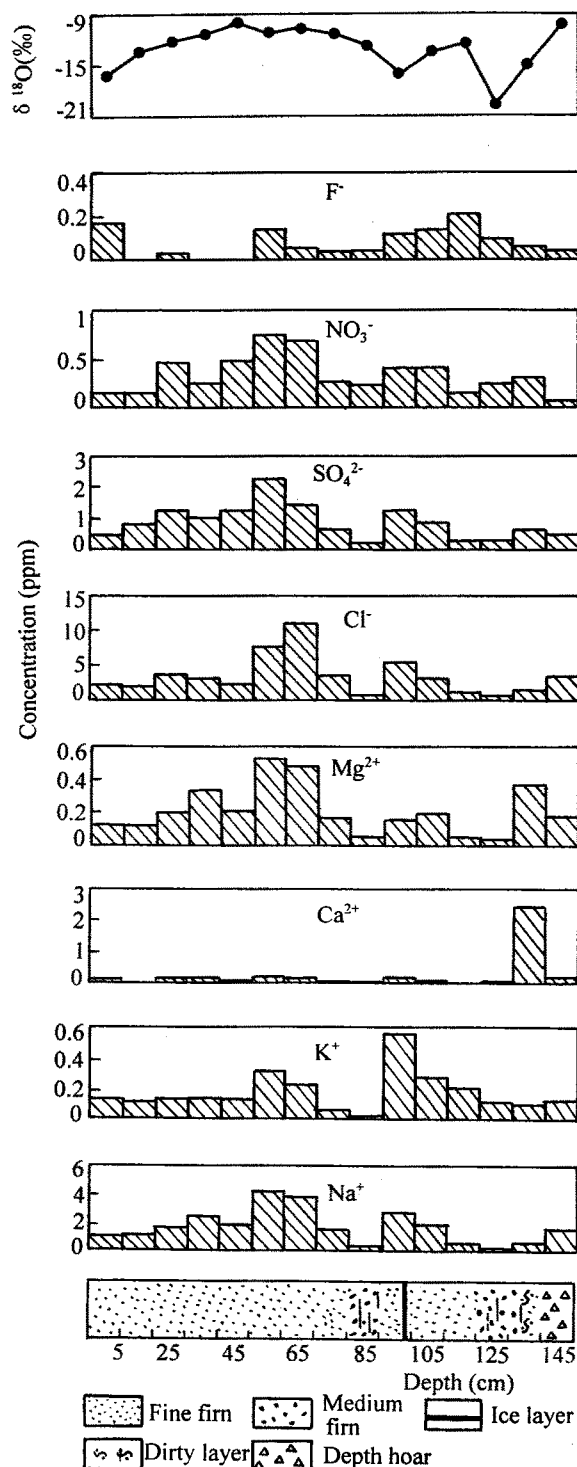 -9
-15
-21
δ ¹⁸O(‰)
0.4
0.2
0
F⁻
1
0.5
0
NO₃⁻
3
2
1
0
SO₄²⁻
15
10
5
0
Cl⁻
Concentration (ppm)
0.6
0.4
0.2
0
Mg²⁺
3
2
1
0
Ca²⁺
0.6
0.4
0.2
0
K⁺
6
4
2
0
Na⁺
5 25 45 65 105 125 145
Depth (cm)
Fine firn
Medium firn
Ice layer
Dirty layer
Depth hoar